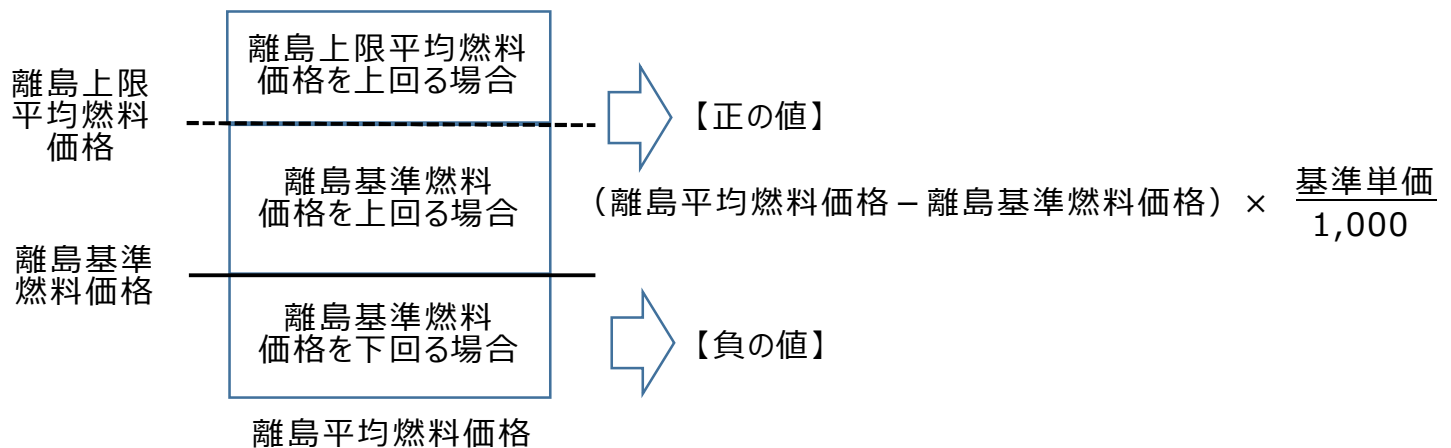 離島上限平均燃料
価格を上回る場合
離島上限
平均燃料
価格
【正の値】
離島基準燃料
価格を上回る場合
（離島平均燃料価格－離島基準燃料価格）× 基準単価
1,000
離島基準
燃料価格
離島基準燃料
価格を下回る場合
【負の値】
離島平均燃料価格